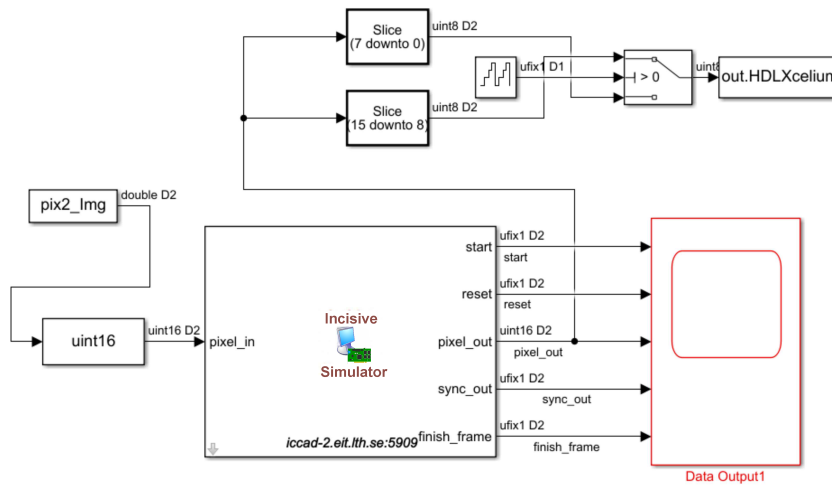 Slice
(7 downto 0)
uint8 D2
ufix1 D1
> 0
uint8
out.HDLXcelium
Slice
(15 downto 8)
uint8 D2
pix2_Img
double D2
uint16
uint16 D2
pixel_in
Incisive
Simulator
iccad-2.eit.lth.se:5909
start
ufix1 D2
start
reset
ufix1 D2
reset
pixel_out
uint16 D2
pixel_out
sync_out
ufix1 D2
sync_out
finish_frame
ufix1 D2
finish_frame
Data Output1